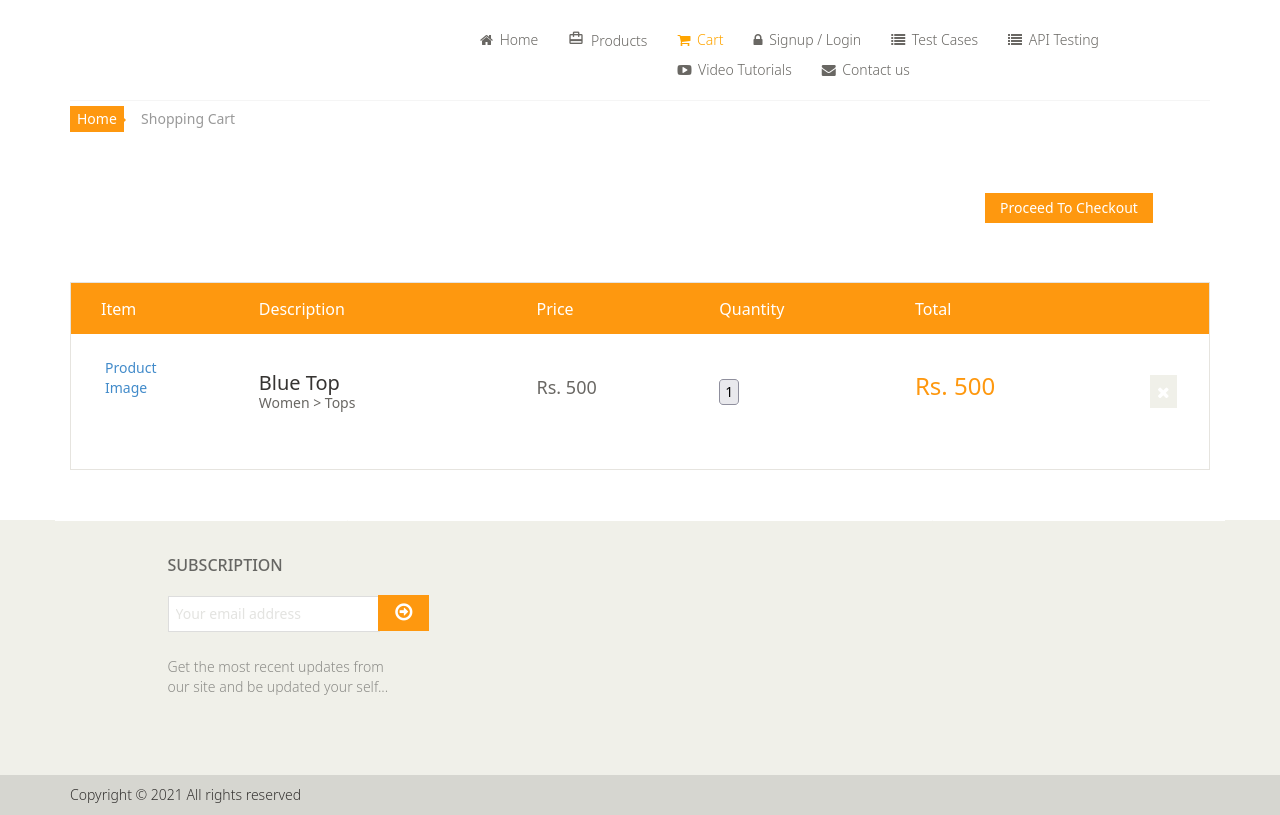 Home Products Cart Signup / Login Test Cases API Testing
Video Tutorials Contact us
Home Shopping Cart
Proceed To Checkout
Item Description Price Quantity Total
Product
Image
Blue Top
Women > Tops
Rs. 500
1
Rs. 500
SUBSCRIPTION
Your email address
Get the most recent updates from
our site and be updated your self...
Copyright © 2021 All rights reserved